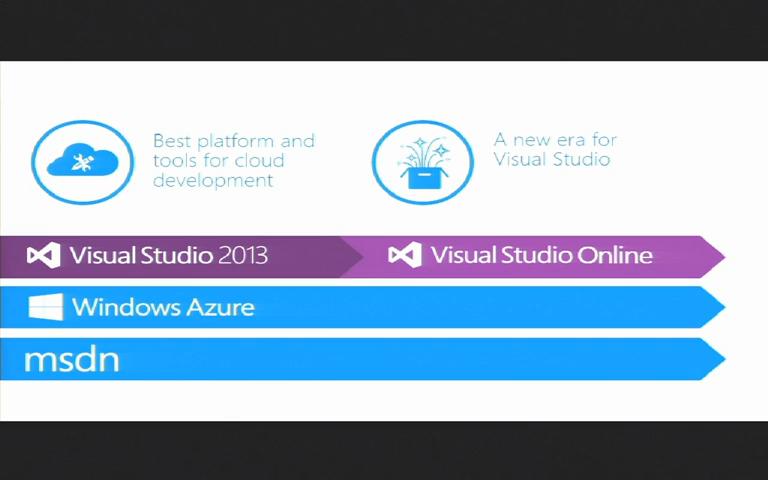 Best platform and
tools for cloud
development
A new era for
Visual Studio
Visual Studio 2013
Visual Studio Online
Windows Azure
msdn